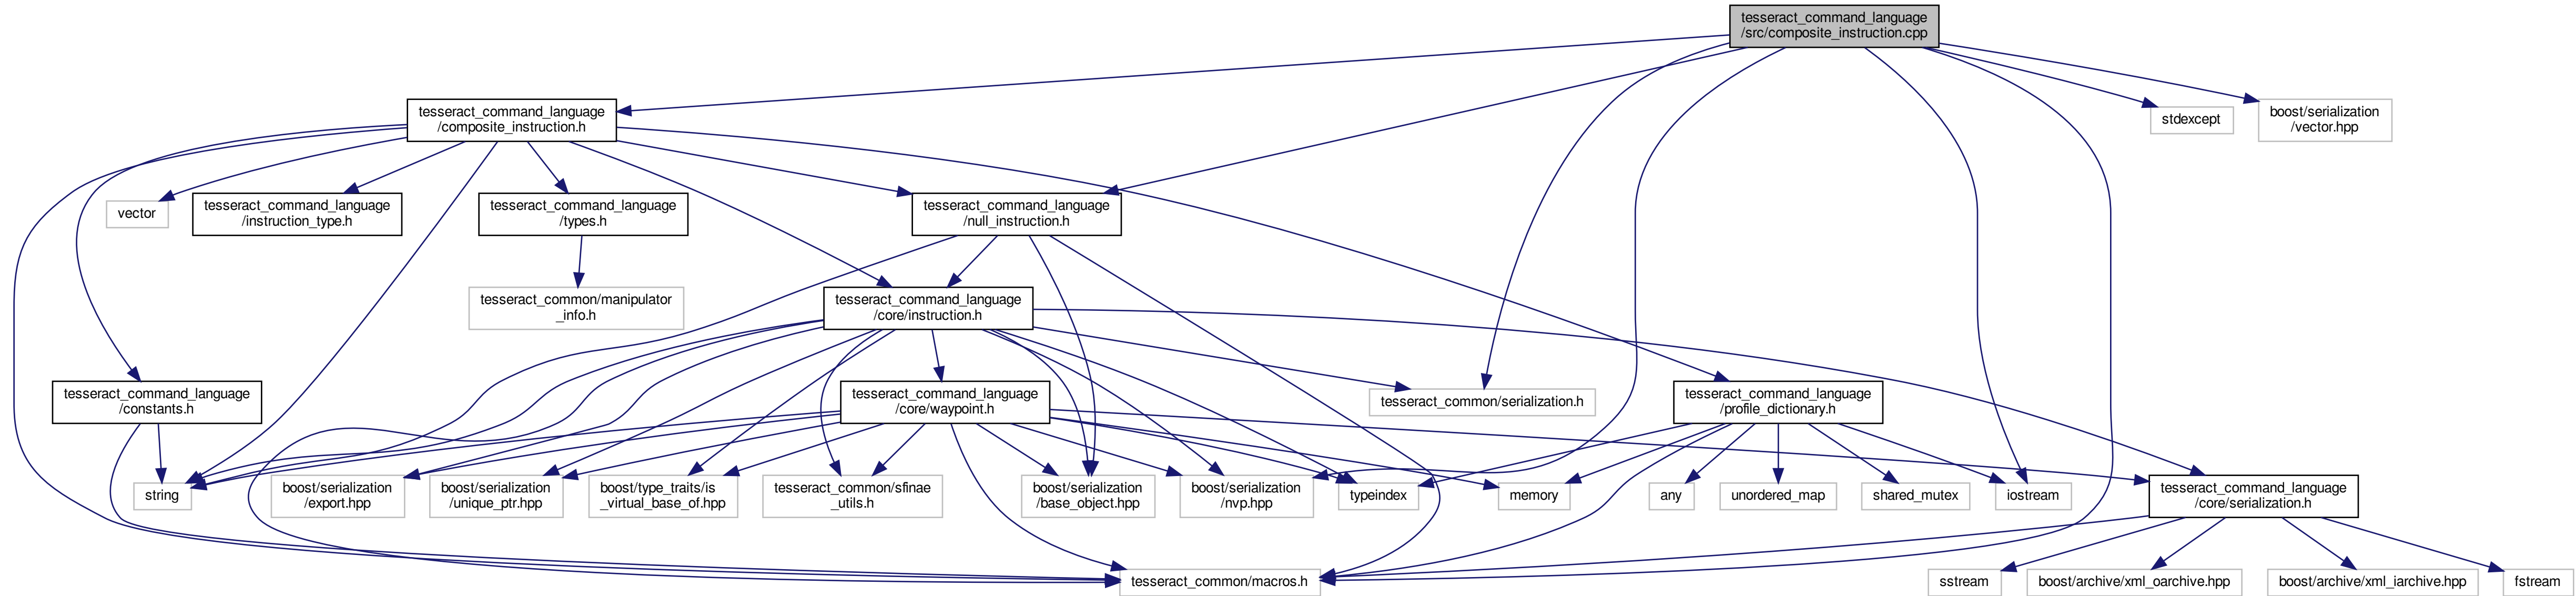 tesseract_command_language
/src/composite_instruction.cpp
tesseract_command_language
/composite_instruction.h
stdexcept
boost/serialization
/vector.hpp
vector
tesseract_command_language
/instruction_type.h
tesseract_command_language
/types.h
tesseract_command_language
/null_instruction.h
tesseract_common/manipulator
_info.h
tesseract_command_language
/core/instruction.h
tesseract_command_language
/constants.h
tesseract_command_language
/core/waypoint.h
tesseract_common/serialization.h
tesseract_command_language
/profile_dictionary.h
string
boost/serialization
/export.hpp
boost/serialization
/unique_ptr.hpp
boost/type_traits/is
_virtual_base_of.hpp
tesseract_common/sfinae
_utils.h
boost/serialization
/base_object.hpp
boost/serialization
/nvp.hpp
typeindex
memory
any
unordered_map
shared_mutex
iostream
tesseract_command_language
/core/serialization.h
tesseract_common/macros.h
sstream
boost/archive/xml_oarchive.hpp
boost/archive/xml_iarchive.hpp
fstream